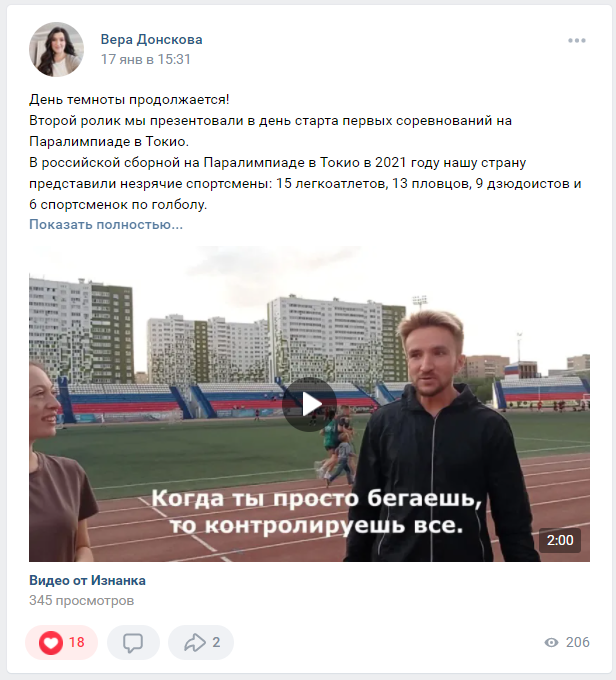 Вера Донскова
17 янв в 15:31
День темноты продолжается!
Второй ролик мы презентовали в день старта первых соревнований на
Паралимпиаде в Токио.
В российской сборной на Паралимпиаде в Токио в 2021 году нашу страну
представили незрячие спортсмены: 15 легкоатлетов, 13 пловцов, 9 дзюдоистов и
6 спортсменок по голболу.
Показать полностью...
Когда ты просто бегаешь,
то контролируешь все.
2:00
Видео от Изнанка
345 просмотров
18
2
206